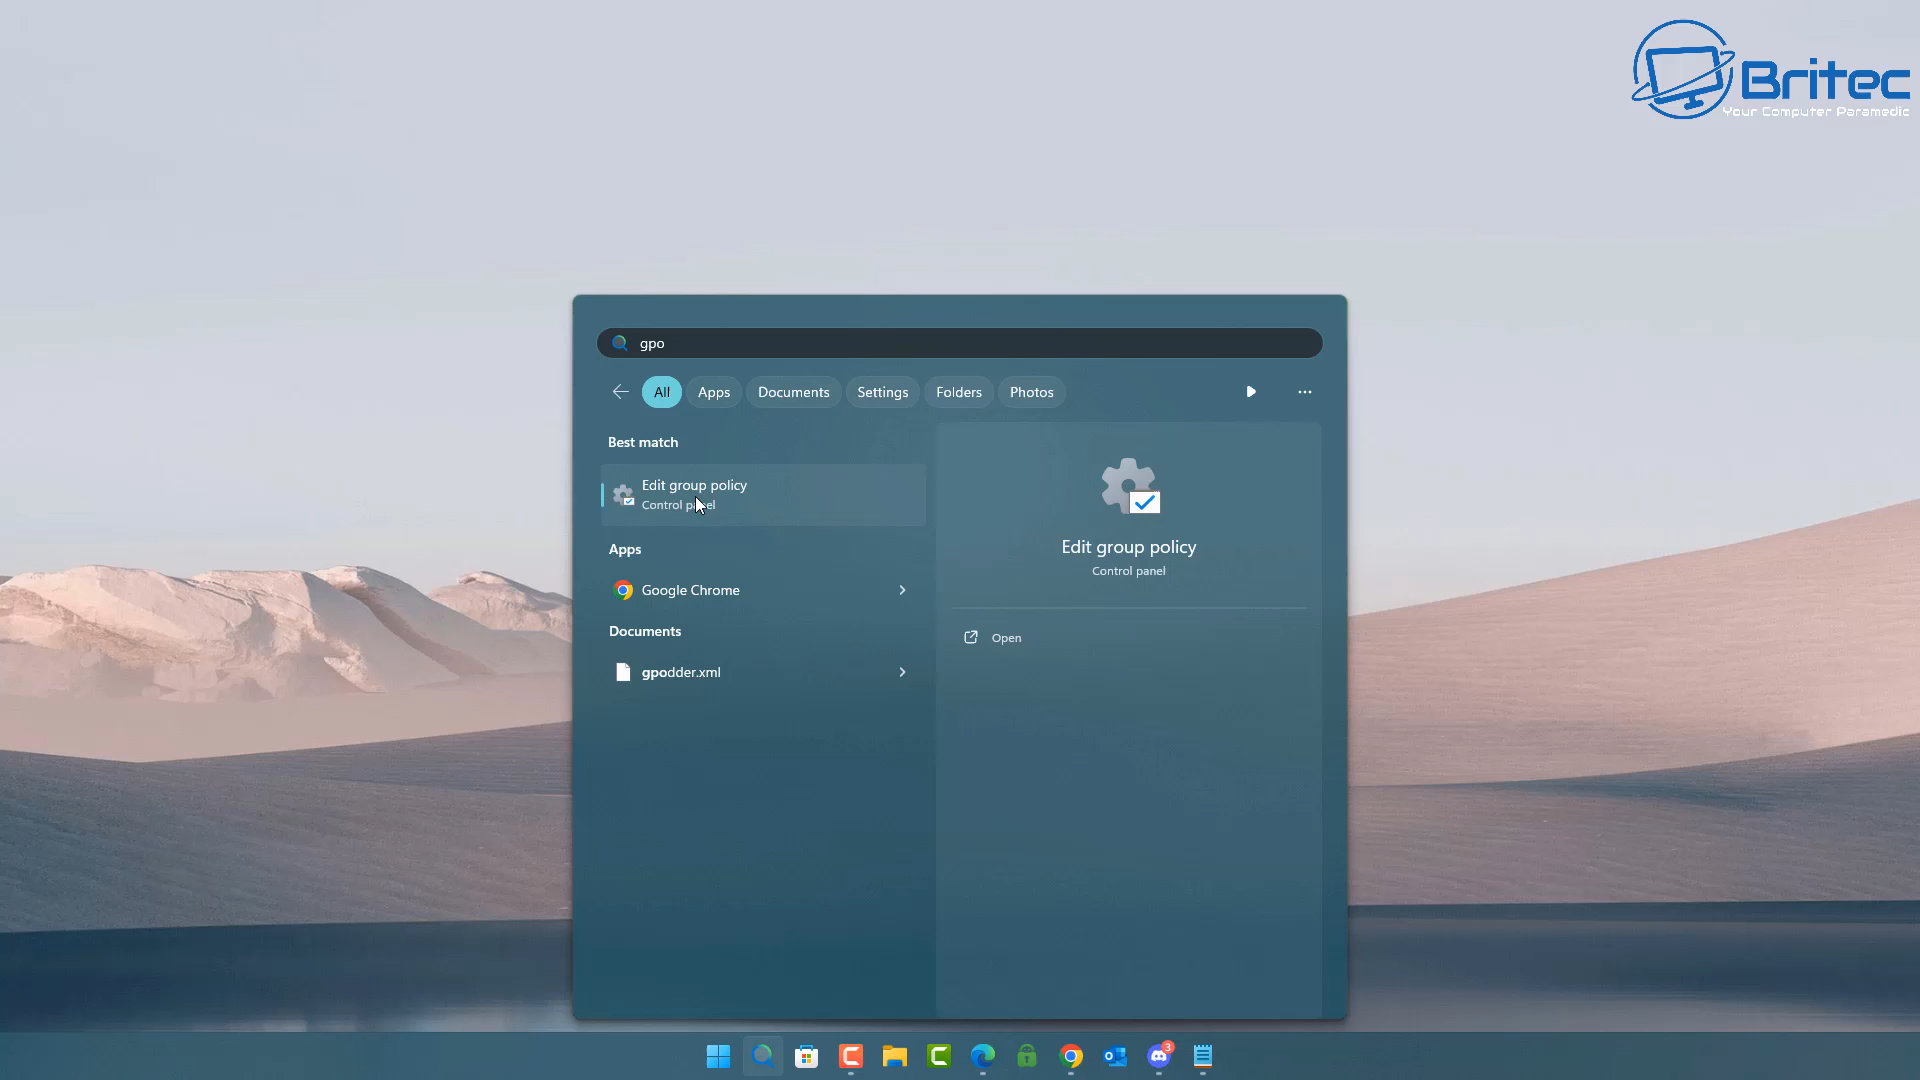 Britec
Your Computer Paramedic
gpo
All
Apps
Documents
Settings
Folders
Photos
Best match
Edit group policy
Control panel
Apps
Google Chrome
Documents
gpodder.xml
Edit group policy
Control panel
Open
3